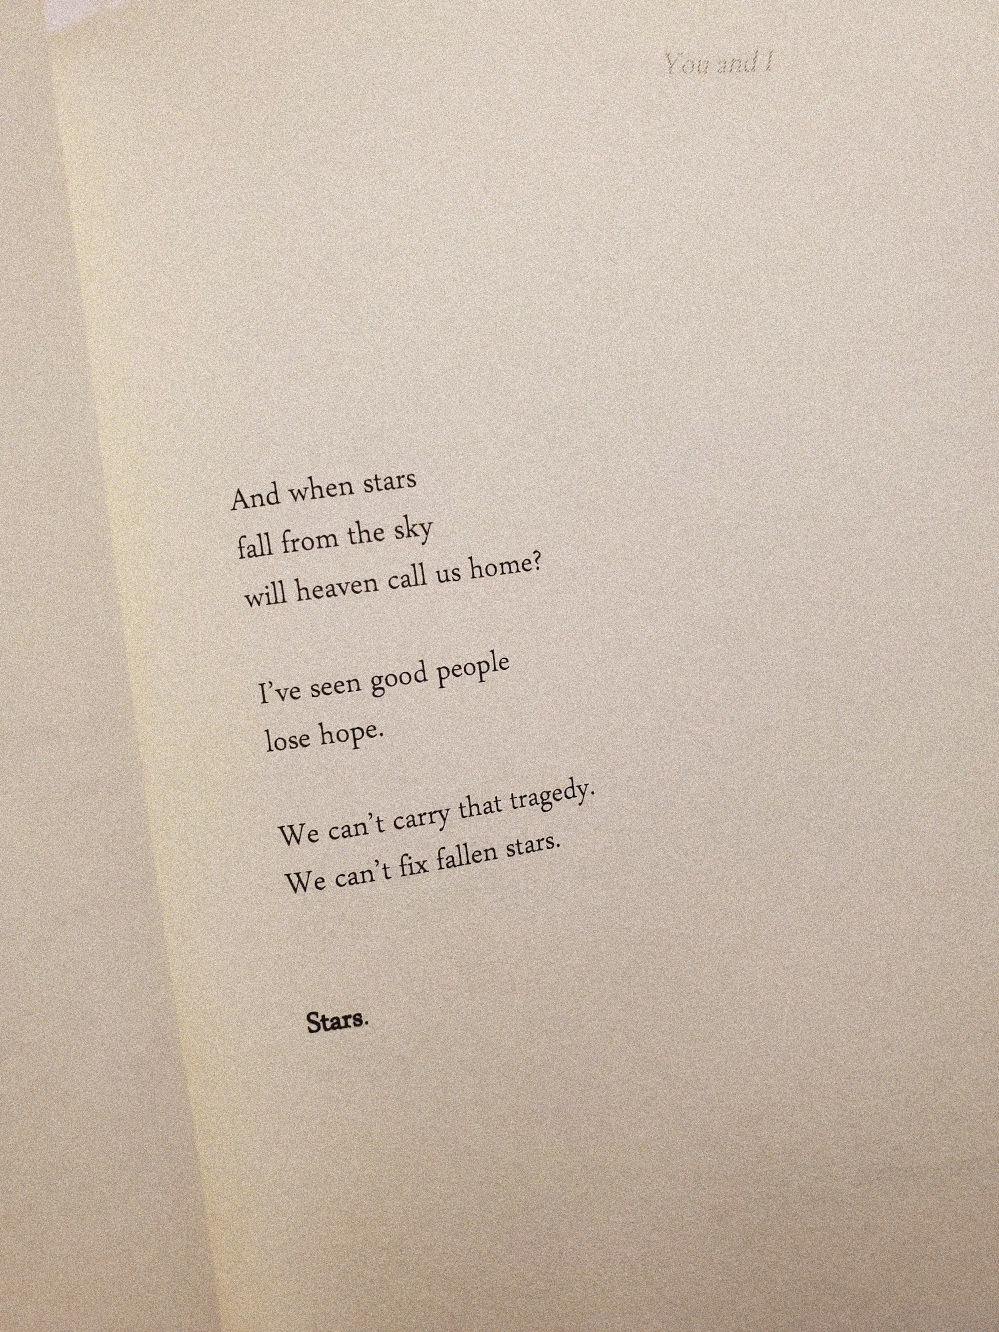 You and I
And when stars
fall from the sky
will heaven call us home?
I’ve seen good people
lose hope.
We can’t carry that tragedy.
We can’t fix fallen stars.
Stars.